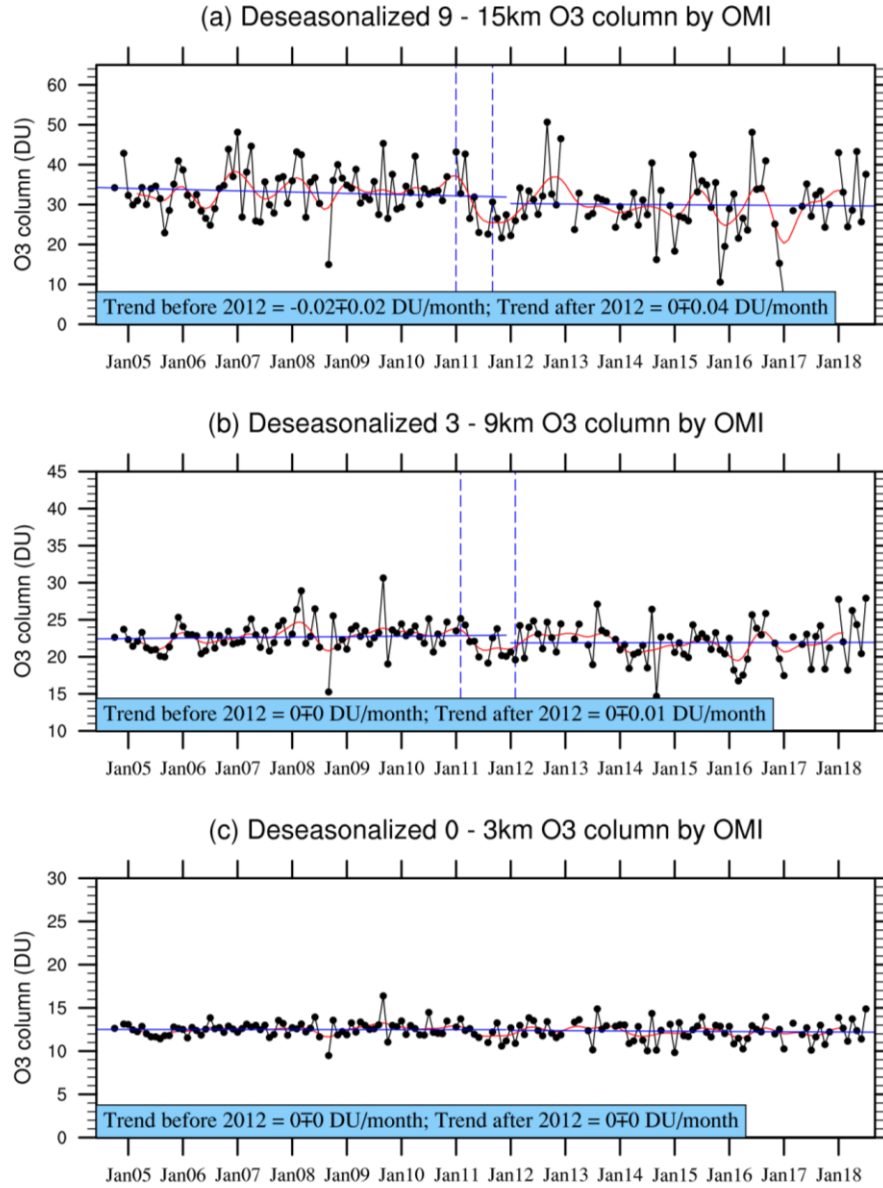 (a) Deseasonalized 9 - 15km O3 column by OMI
O3 column (DU)
60
50
40
30
20
10
0
Trend before 2012 = -0.02∓0.02 DU/month; Trend after 2012 = 0∓0.04 DU/month
Jan05 Jan06 Jan07 Jan08 Jan09 Jan10 Jan11 Jan12 Jan13 Jan14 Jan15 Jan16 Jan17 Jan18
(b) Deseasonalized 3 - 9km O3 column by OMI
O3 column (DU)
45
40
35
30
25
20
15
10
Trend before 2012 = 0∓0 DU/month; Trend after 2012 = 0∓0.01 DU/month
Jan05 Jan06 Jan07 Jan08 Jan09 Jan10 Jan11 Jan12 Jan13 Jan14 Jan15 Jan16 Jan17 Jan18
(c) Deseasonalized 0 - 3km O3 column by OMI
O3 column (DU)
30
25
20
15
10
5
0
Trend before 2012 = 0∓0 DU/month; Trend after 2012 = 0∓0 DU/month
Jan05 Jan06 Jan07 Jan08 Jan09 Jan10 Jan11 Jan12 Jan13 Jan14 Jan15 Jan16 Jan17 Jan18